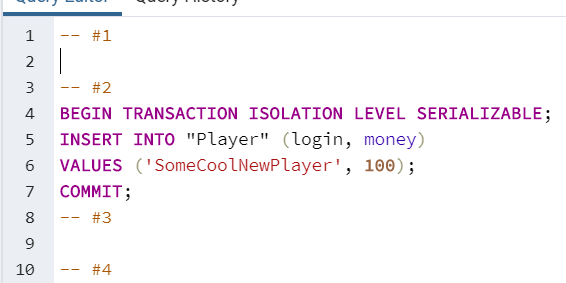 Query Editor Query History
1 -- #1
2
3 -- #2
4 BEGIN TRANSACTION ISOLATION LEVEL SERIALIZABLE;
5 INSERT INTO "Player" (login, money)
6 VALUES ('SomeCoolNewPlayer', 100);
7 COMMIT;
8 -- #3
9
10 -- #4